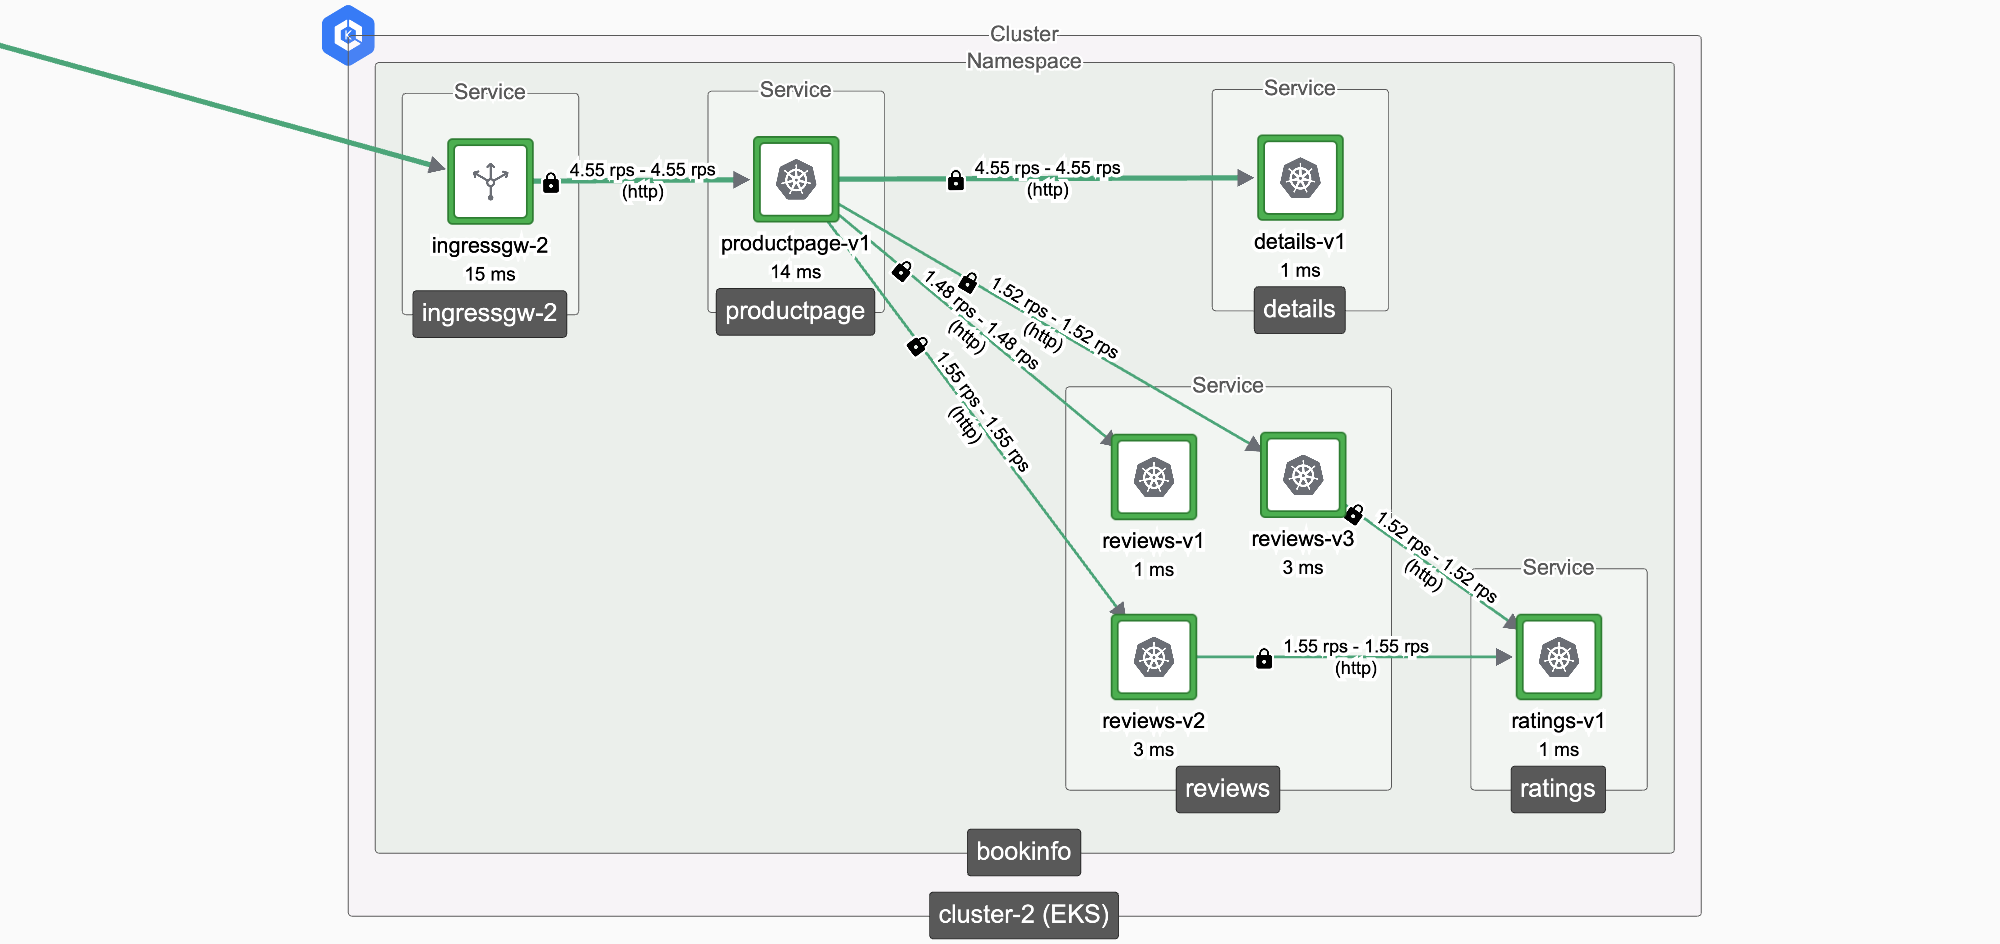 Cluster
Namespace
Service
ingressgw-2
15 ms
ingressgw-2
4.55 rps - 4.55 rps
(http)
Service
productpage-v1
14 ms
productpage
4.55 rps - 4.55 rps
(http)
Service
details-v1
1 ms
details
1.48 rps - 1.48 rps
(http)
1.52 rps - 1.52 rps
(http)
1.55 rps - 1.55 rps
(http)
Service
reviews-v1
1 ms
reviews-v3
3 ms
reviews-v2
3 ms
reviews
1.52 rps - 1.52 rps
(http)
1.55 rps - 1.55 rps
(http)
Service
ratings-v1
1 ms
ratings
bookinfo
cluster-2 (EKS)